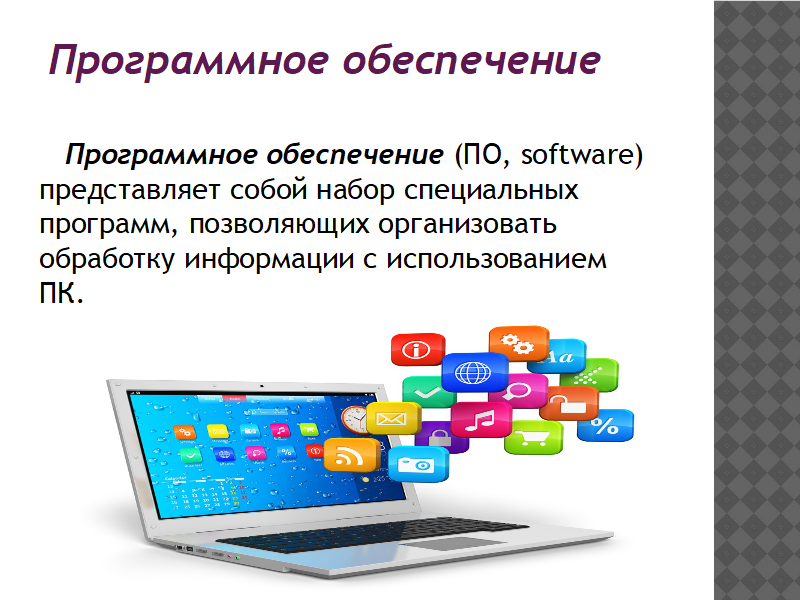 Программное обеспечение
Программное обеспечение (ПО, software)
представляет собой набор специальных
программ, позволяющих организовать
обработку информации с использованием
ПК.
Aa
%